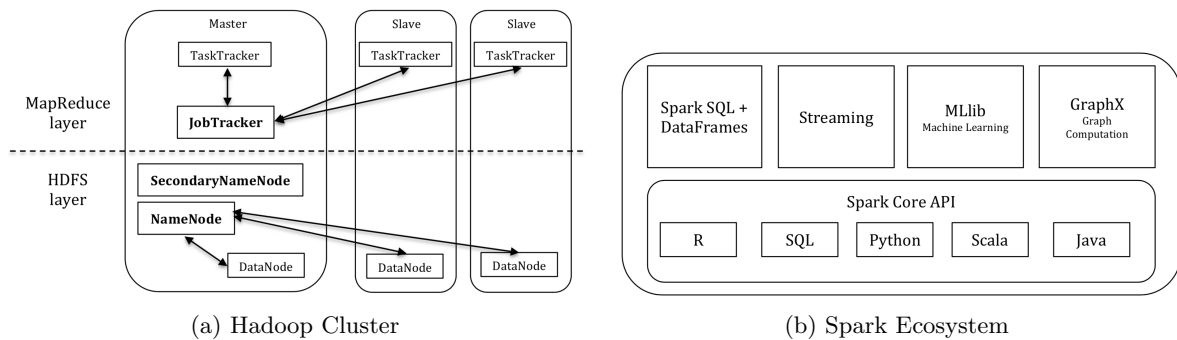 Master
TaskTracker
JobTracker
SecondaryNameNode
NameNode
DataNode
Slave
TaskTracker
DataNode
Slave
TaskTracker
DataNode
MapReduce
layer
HDFS
layer
(a) Hadoop Cluster
Spark SQL +
DataFrames
Streaming
MLlib
Machine Learning
GraphX
Graph
Computation
Spark Core API
R
SQL
Python
Scala
Java
(b) Spark Ecosystem